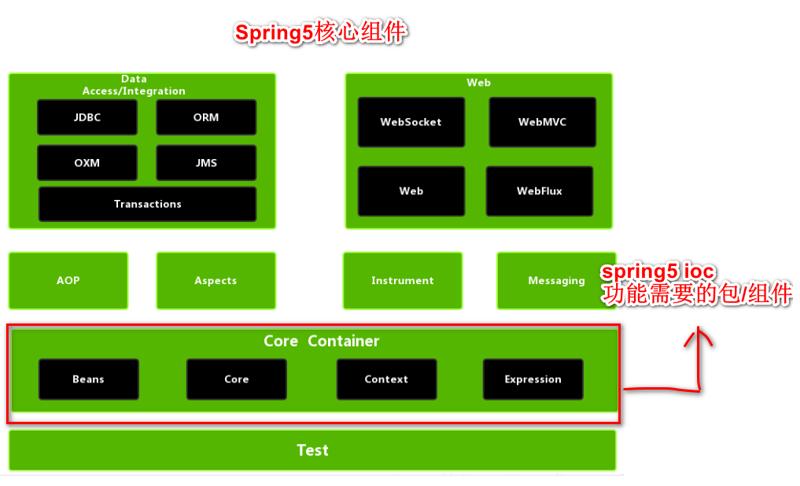 Spring5核心组件
Data
Access/Integration
JDBC
ORM
OXM
JMS
Transactions
Web
WebSocket
WebMVC
Web
WebFlux
AOP
Aspects
Instrument
Messaging
spring5 ioc
功能需要的包/组件
Core Container
Beans
Core
Context
Expression
Test